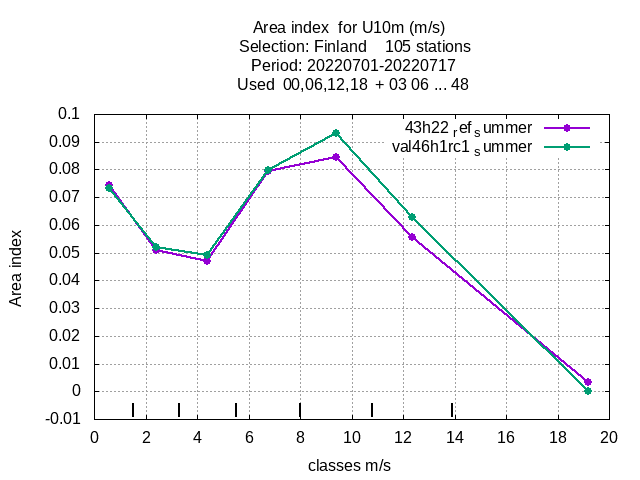 Area index  for U10m (m/s)
Selection: Finland    105 stations
Period: 20220701-20220717
Used  00,06,12,18  + 03 06 ... 48
43h22 ref summer
val46h1rc1 summer
0.1
0.09
0.08
0.07
0.06
0.05
0.04
0.03
0.02
0.01
0
-0.01
Area index
0 2 4 6 8 10 12 14 16 18 20
classes m/s